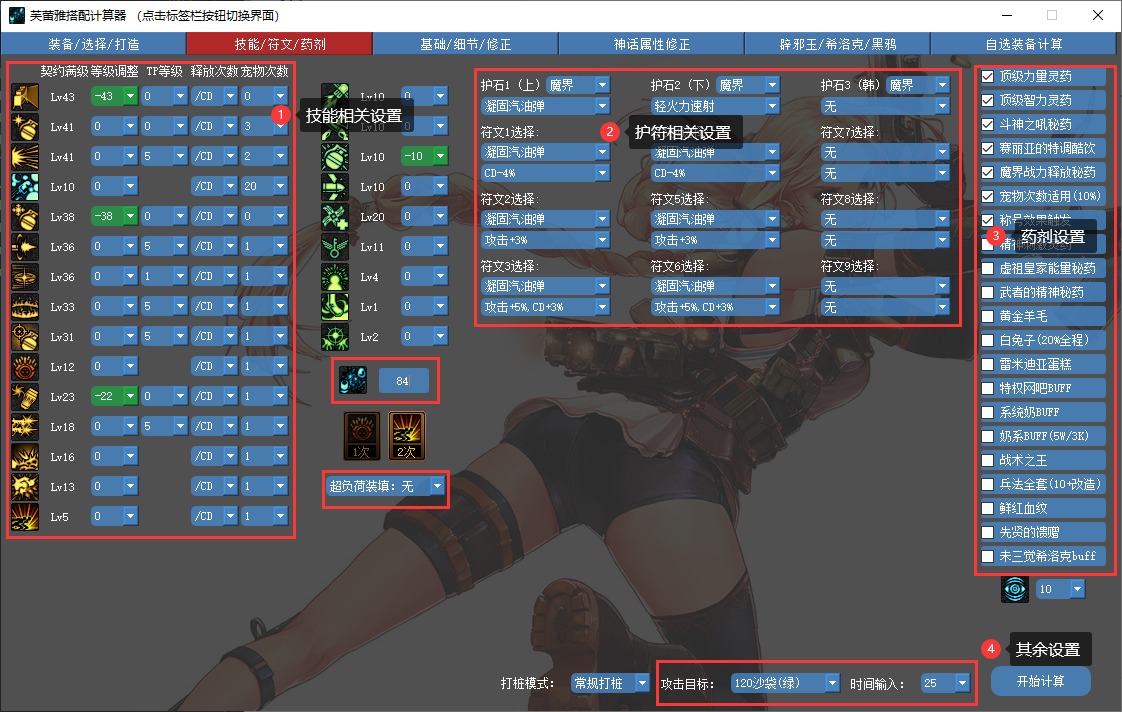 芙茵雅搭配计算器 （点击标签栏按钮切换界面）
装备/选择/打造 技能/符文/药剂 基础/细节/修正 神话属性修正 辟邪玉/希洛克/黑鸦 自选装备计算
契约满级 等级调整 TP等级 释放次数 宠物次数
Lv43 -43 0 /CD 0
Lv41 0 0 /CD 3
Lv41 0 5 /CD 2
Lv10 0 /CD 20
Lv38 -38 0 /CD 0
Lv36 0 5 /CD 1
Lv36 0 1 /CD 1
Lv33 0 5 /CD 1
Lv31 0 5 /CD 1
Lv12 0 /CD 1
Lv23 -22 0 /CD 1
Lv18 0 5 /CD 1
Lv16 0 /CD 1
Lv13 0 /CD 1
Lv5 0 /CD 1
1 技能相关设置
Lv10 0
Lv10 0
Lv10 -10
Lv10 0
Lv20 0
Lv11 0
Lv4 0
Lv1 0
Lv2 0
84
1次 2次
超负荷装填：无
护石1（上） 魔界 护石2（下） 魔界 护石3（韩） 魔界
凝固汽油弹 轻火力速射 无
符文1选择： 2 护符相关设置 符文7选择：
凝固汽油弹 凝固汽油弹 无
CD-4% CD-4% 无
符文2选择： 符文5选择： 符文8选择：
凝固汽油弹 凝固汽油弹 无
攻击+3% 攻击+3% 无
符文3选择： 符文6选择： 符文9选择：
凝固汽油弹 凝固汽油弹 无
攻击+5%,CD+3% 攻击+5%,CD+3% 无
顶级力量灵药
顶级智力灵药
斗神之吼秘药
赛丽亚的特调酷饮
魔界战力释放秘药
宠物次数适用(10%)
称号效果触发
3 药剂设置
虚祖皇家能量秘药
武者的精神秘药
黄金羊毛
白兔子(20%全程)
雷米迪亚蛋糕
特权网吧BUFF
系统奶BUFF
奶系BUFF(5W/3K)
战术之王
兵法全套(10+改造)
鲜红血纹
先贤的馈赠
未三觉希洛克buff
10
4 其余设置
打桩模式： 常规打桩 攻击目标： 120沙袋(绿) 时间输入： 25 开始计算